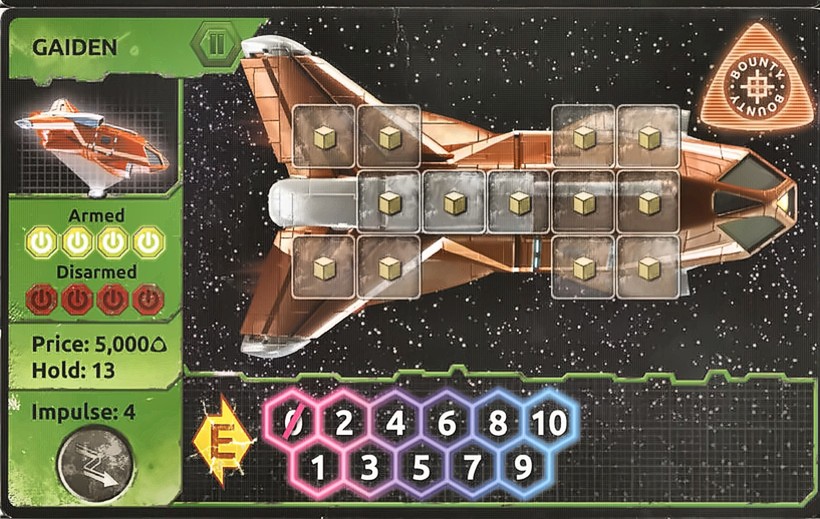 GAIDEN
II
BOUNTY
BOUNTY
Armed
Disarmed
Price: 5,000
Hold: 13
Impulse: 4
E
0 2 4 6 8 10
1 3 5 7 9